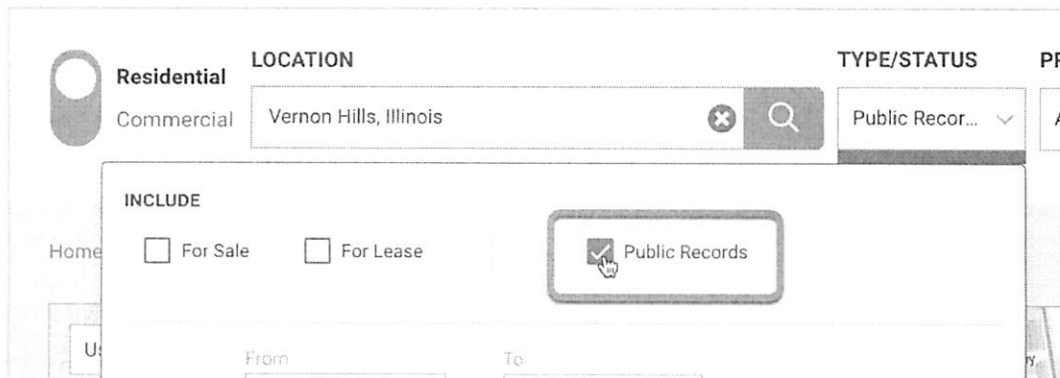 LOCATION
TYPE/STATUS
Residential
Commercial
Vernon Hills, Illinois
Public Recor...
INCLUDE
Home
For Sale
For Lease
Public Records
From
To